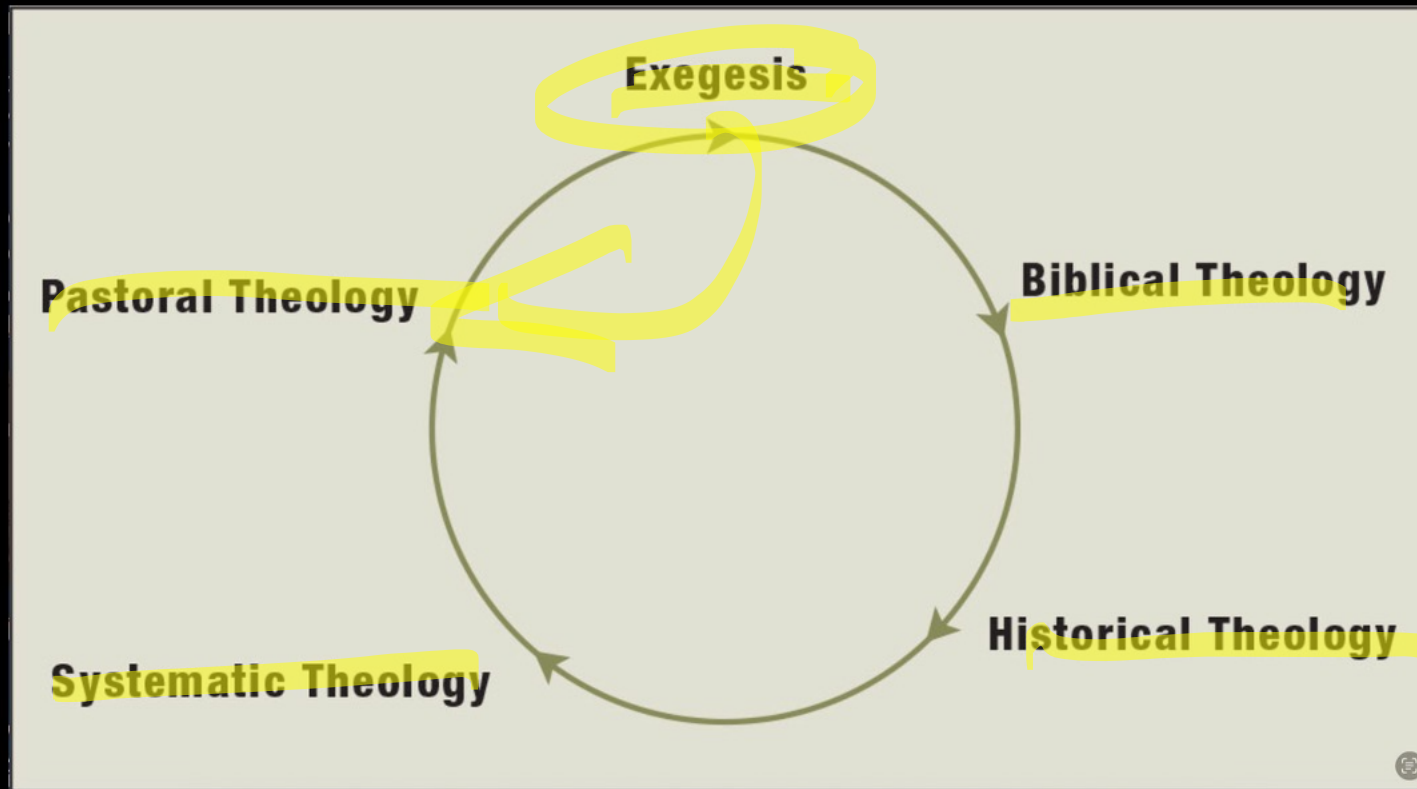 Exegesis
Biblical Theology
Pastoral Theology
Historical Theology
Systematic Theology